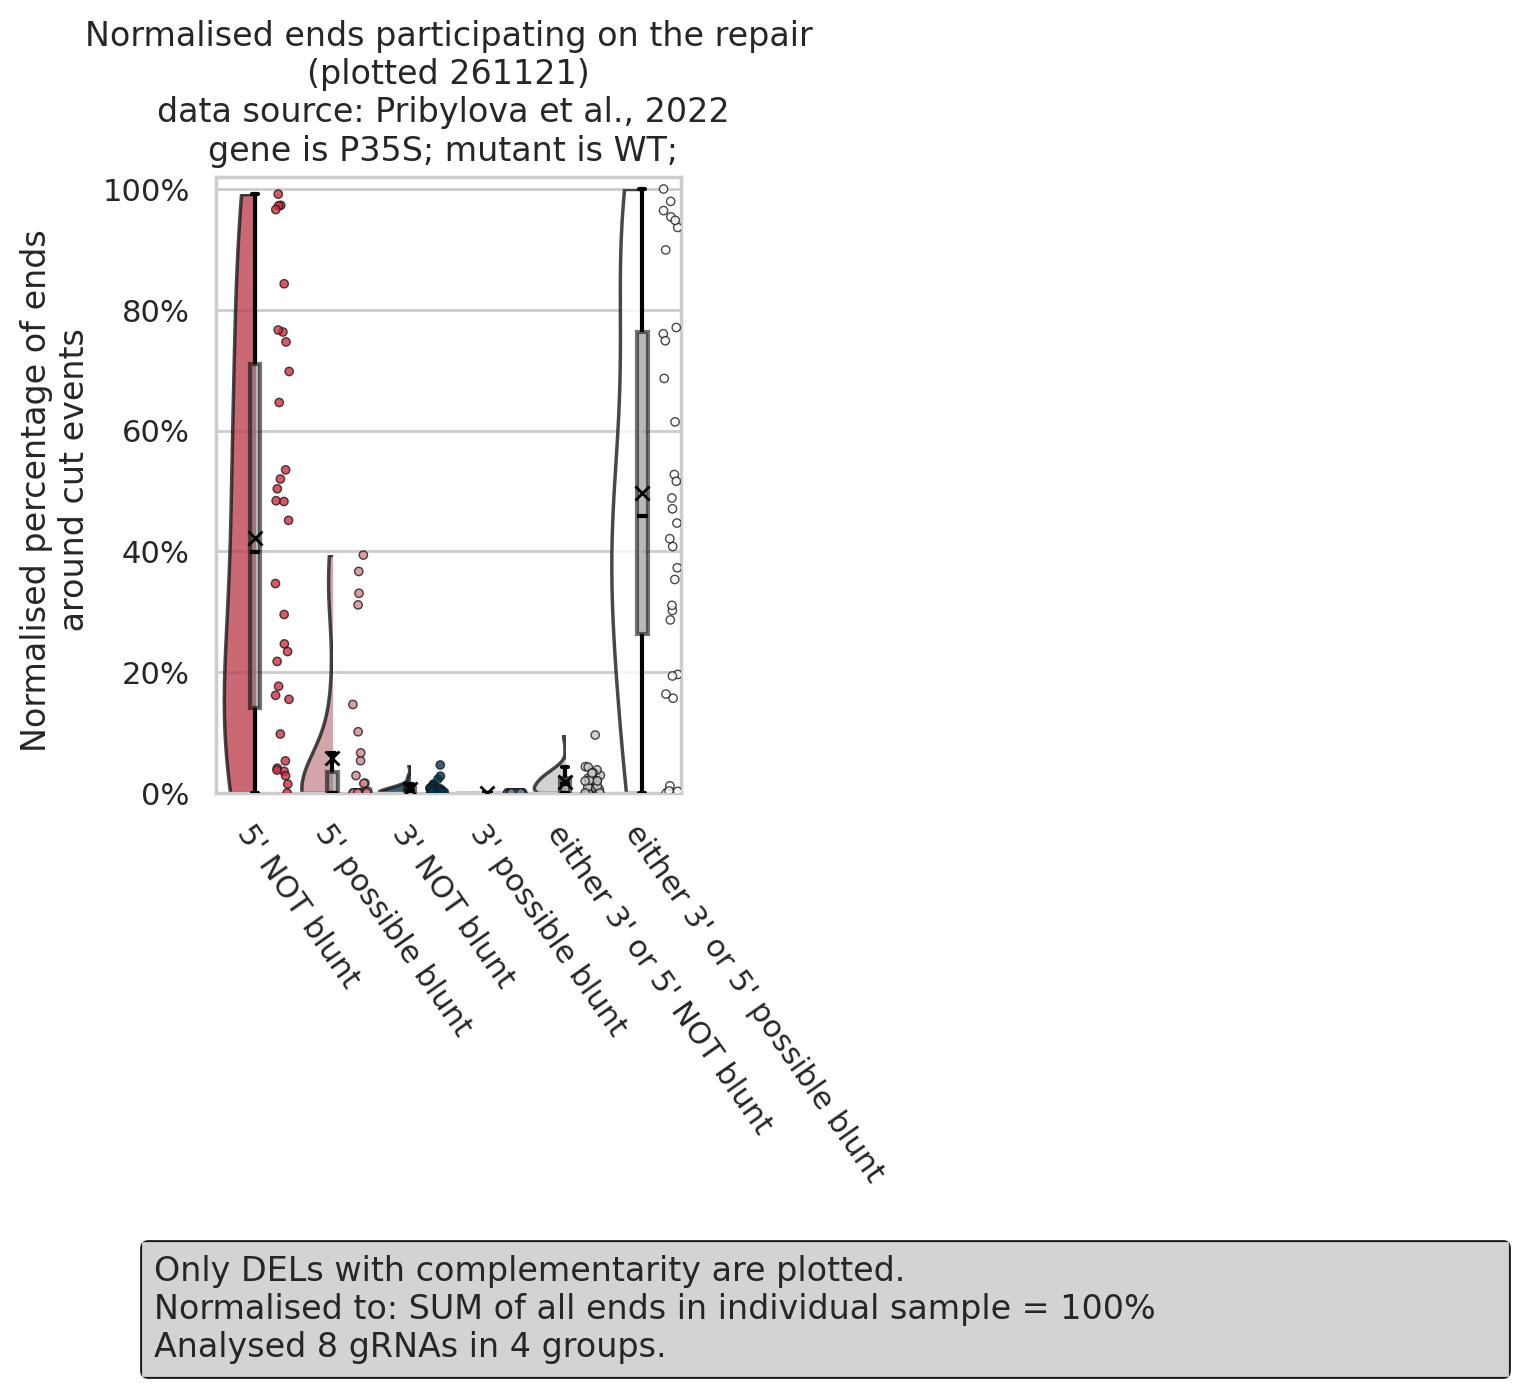 Normalised ends participating on the repair
(plotted 261121)
data source: Pribylova et al., 2022
gene is P35S; mutant is WT;
Normalised percentage of ends
around cut events
100%
80%
60%
40%
20%
0%
5' NOT blunt
5' possible blunt
3' NOT blunt
3' possible blunt
either 3' or 5' NOT blunt
either 3' or 5' possible blunt
Only DELs with complementarity are plotted.
Normalised to: SUM of all ends in individual sample = 100%
Analysed 8 gRNAs in 4 groups.